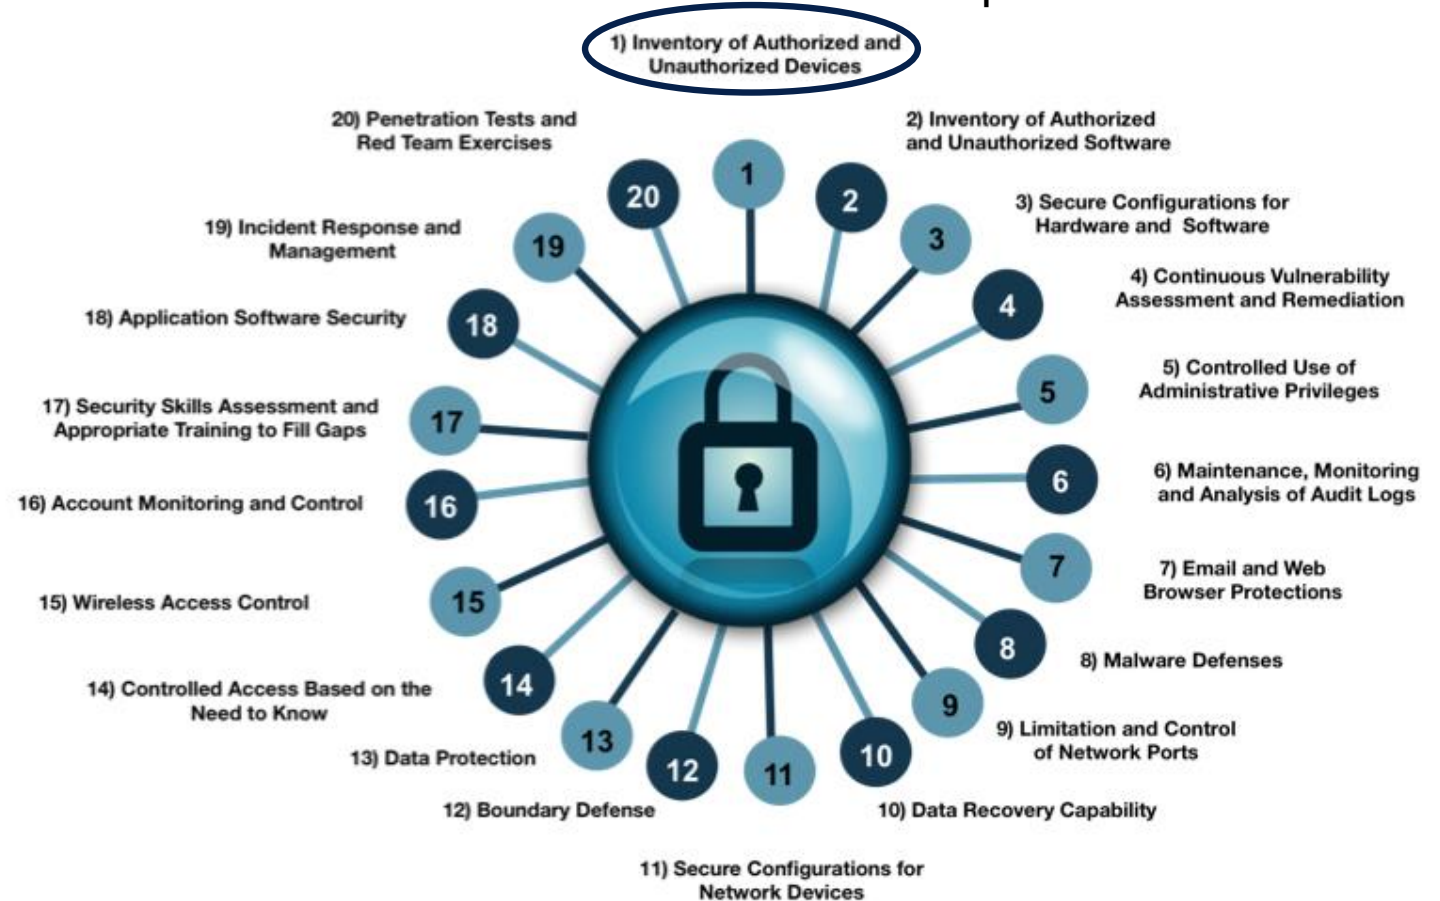 1) Inventory of Authorized and
Unauthorized Devices
20) Penetration Tests and
Red Team Exercises
2) Inventory of Authorized
and Unauthorized Software
19) Incident Response and
Management
3) Secure Configurations for
Hardware and Software
18) Application Software Security
4) Continuous Vulnerability
Assessment and Remediation
17) Security Skills Assessment and
Appropriate Training to Fill Gaps
5) Controlled Use of
Administrative Privileges
16) Account Monitoring and Control
6) Maintenance, Monitoring
and Analysis of Audit Logs
15) Wireless Access Control
7) Email and Web
Browser Protections
14) Controlled Access Based on the
Need to Know
8) Malware Defenses
13) Data Protection
9) Limitation and Control
of Network Ports
12) Boundary Defense
10) Data Recovery Capability
11) Secure Configurations for
Network Devices
1
2
3
4
5
6
7
8
9
10
11
12
13
14
15
16
17
18
19
20